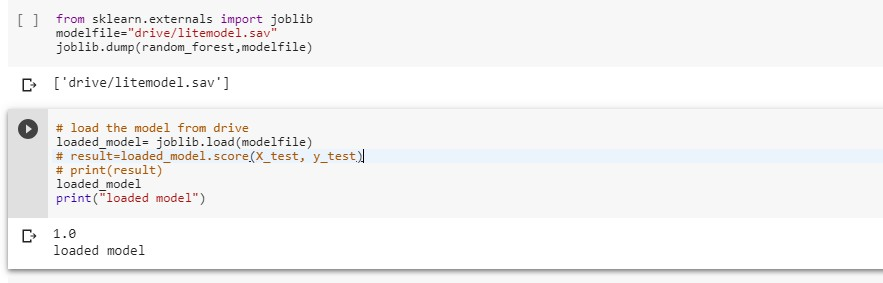 [ ] from sklearn.externals import joblib
modelfile="drive/litemodel.sav"
joblib.dump(random_forest,modelfile)
['drive/litemodel.sav']
# load the model from drive
loaded_model= joblib.load(modelfile)
# result=loaded_model.score(X_test, y_test)
# print(result)
loaded_model
print("loaded model")
1.0
loaded model